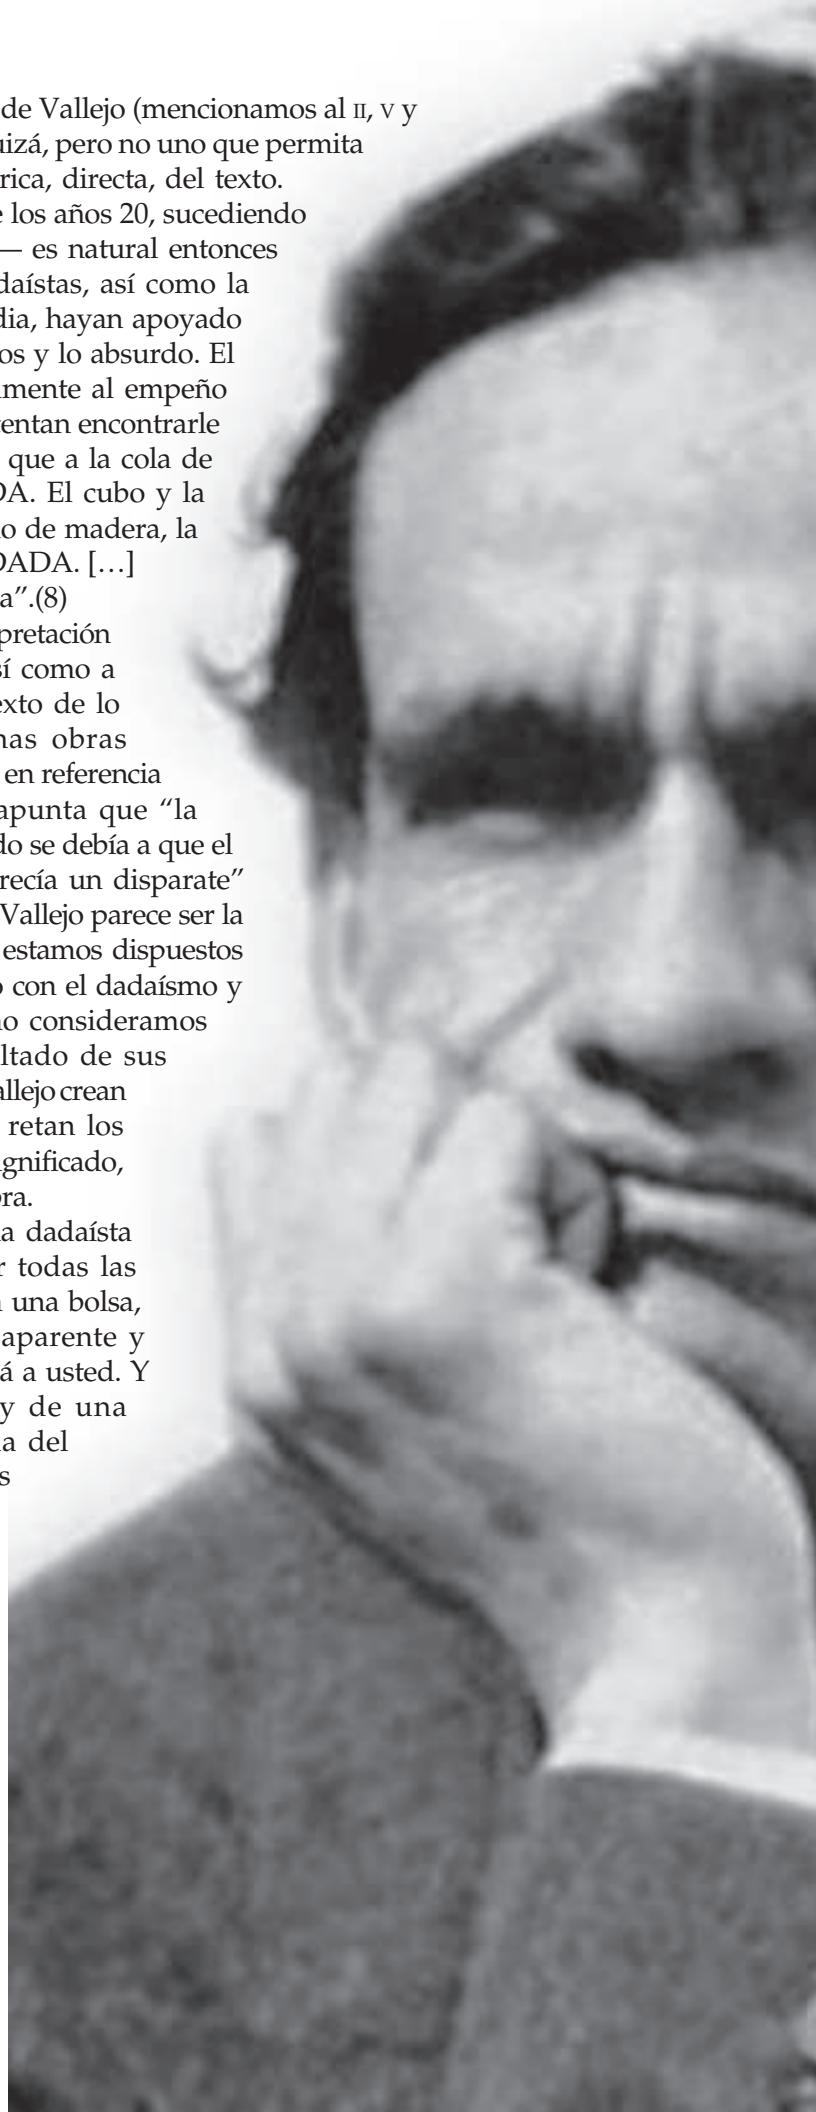 de Vallejo (mencionamos al II, V y
uizá, pero no uno que permita
rica, directa, del texto.
e los años 20, sucediendo
— es natural entonces
daístas, así como la
dia, hayan apoyado
os y lo absurdo. El
mente al empeño
tentan encontrarle
que a la cola de
DA. El cubo y la
o de madera, la
DADA. […]
a”.(8)
pretación
sí como a
exto de lo
nas obras
en referencia
apunta que “la
do se debía a que el
recía un disparate”
Vallejo parece ser la
estamos dispuestos
o con el dadaísmo y
no consideramos
ltado de sus
allejo crean
retan los
gnificado,
bra.
a dadaísta
r todas las
n una bolsa,
aparente y
á a usted. Y
y de una
a del
s